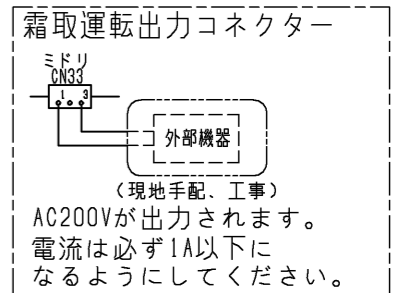 霜取運転出力コネクター
ミドリ
CN33
1 3
外部機器
(現地手配、工事)
AC200Vが出力されます。
電流は必ず1A以下に
なるようにしてください。